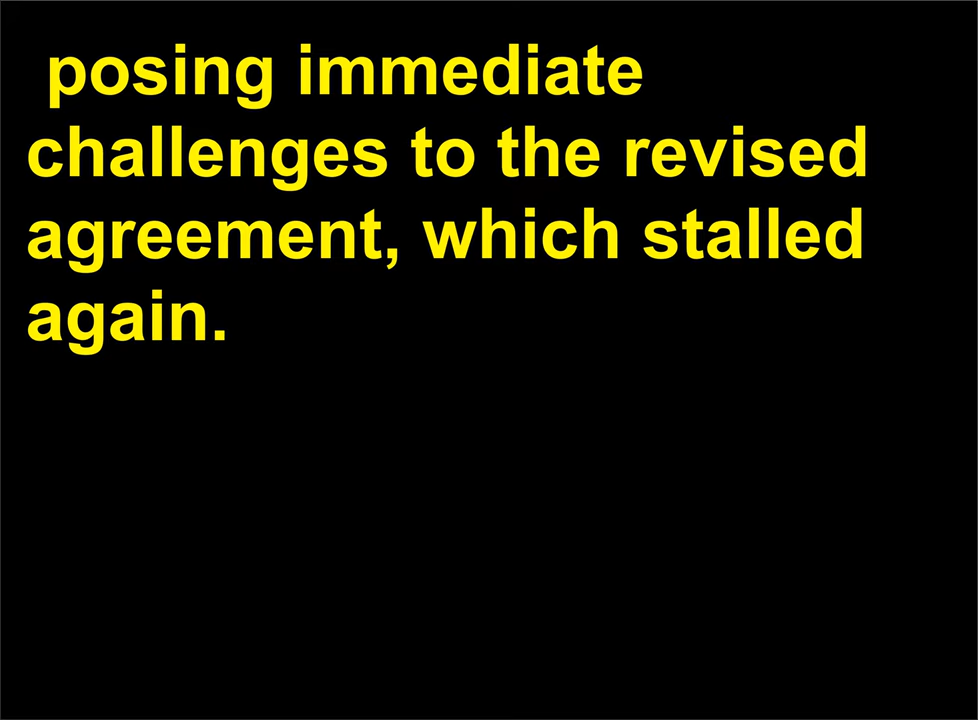 posing immediate
challenges to the revised
agreement, which stalled
again.